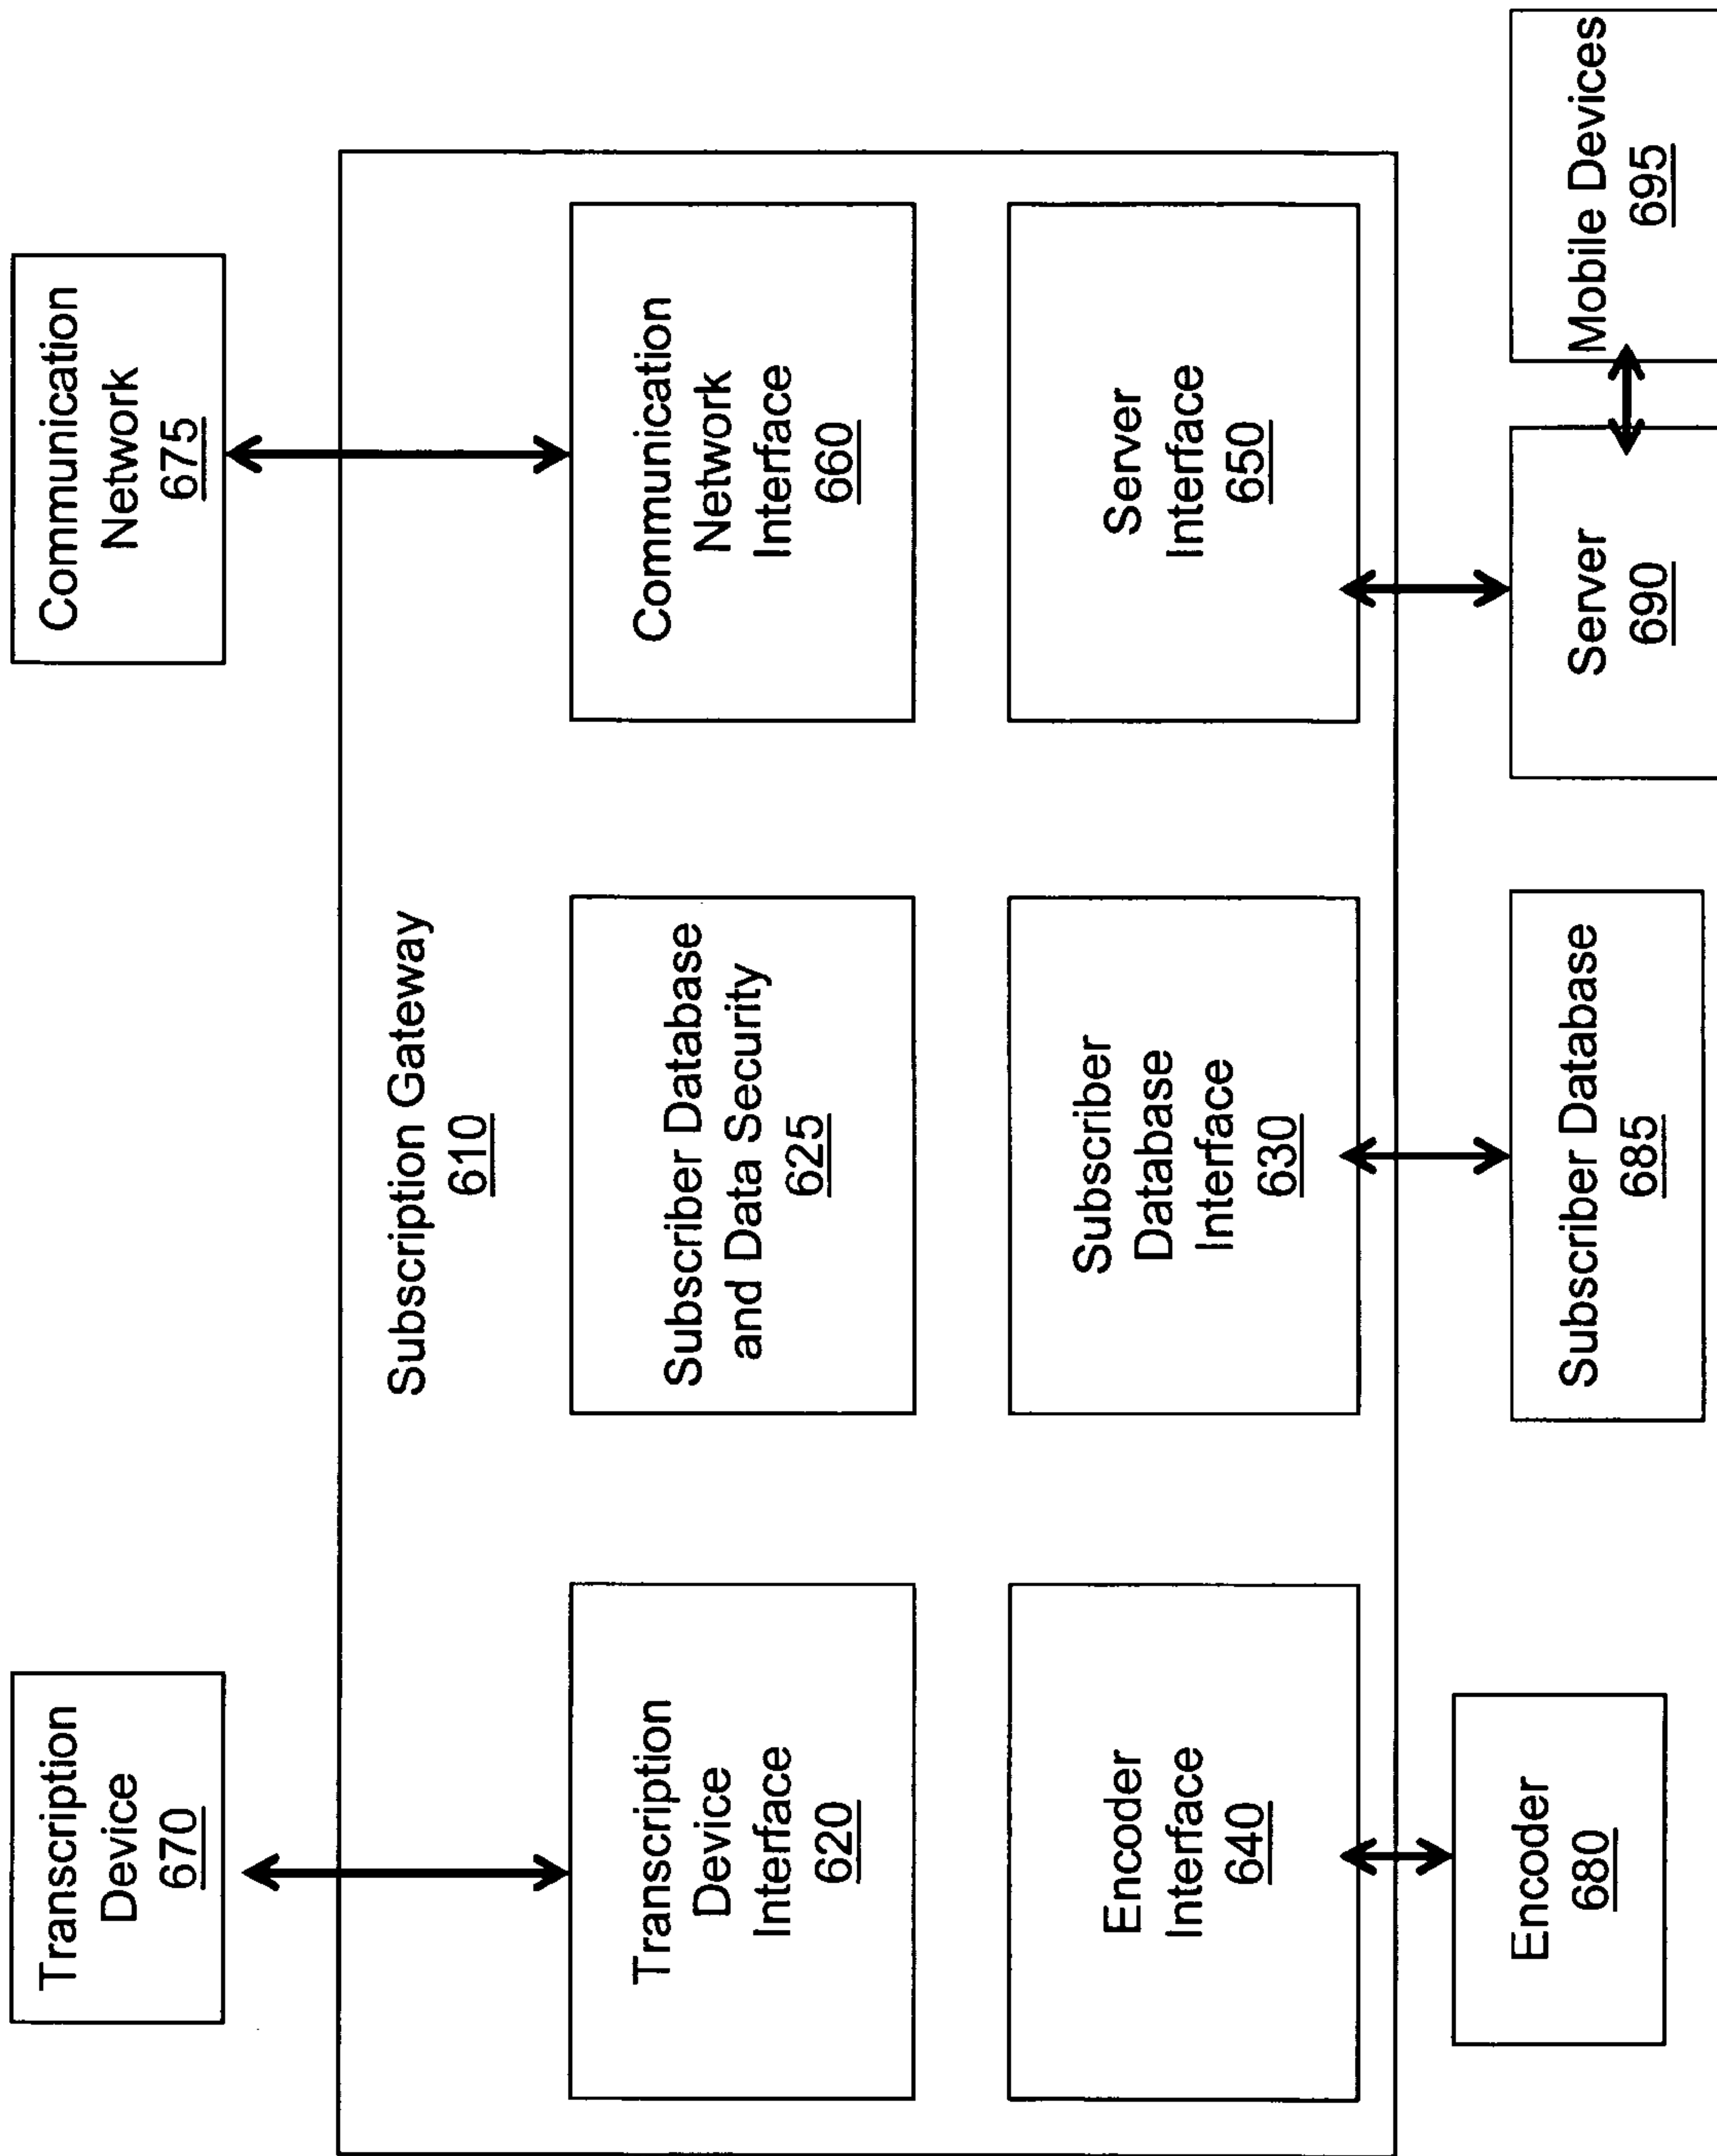 Transcription
Device
670
Communication
Network
675
Subscription Gateway
610
Transcription
Device
Interface
620
Subscriber Database
and Data Security
625
Communication
Network
Interface
660
Encoder
Interface
640
Subscriber
Database
Interface
630
Server
Interface
650
Encoder
680
Subscriber Database
685
Server
690
Mobile Devices
695